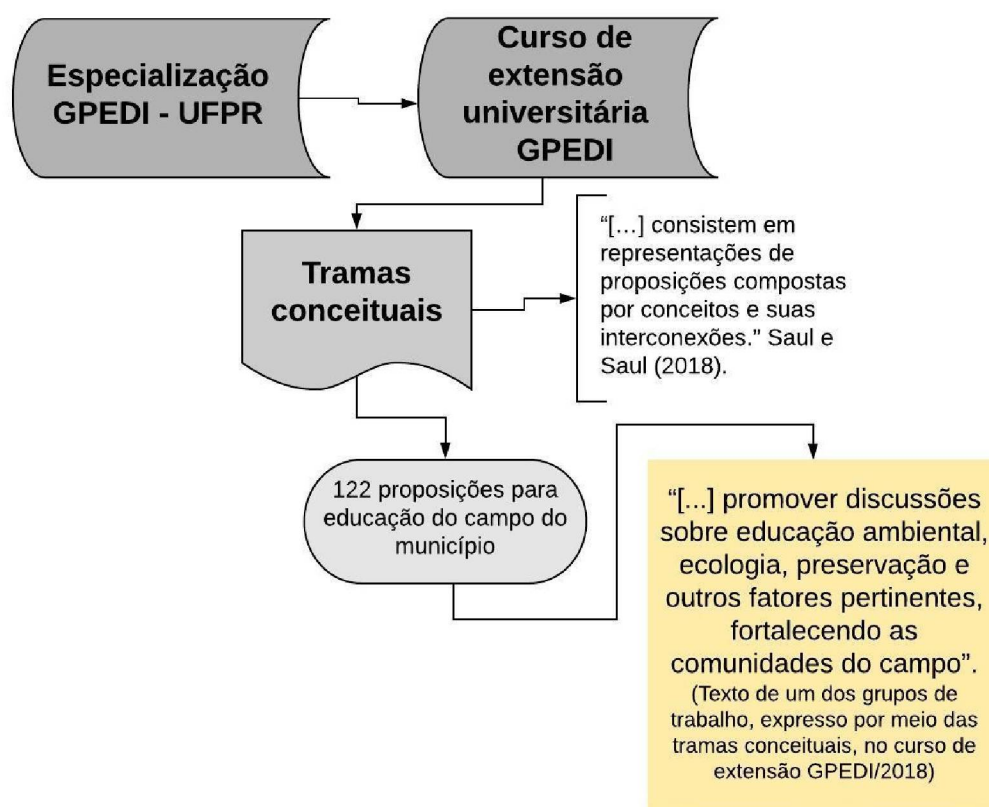 Especialização
GPEDI - UFPR
Curso de
extensão
universitária
GPEDI
Tramas
conceituais
“[…] consistem em
representações de
proposições compostas
por conceitos e suas
interconexões.” Saul e
Saul (2018).
122 proposições para
educação do campo do
município
“[...] promover discussões
sobre educação ambiental,
ecologia, preservação e
outros fatores pertinentes,
fortalecendo as
comunidades do campo”.
(Texto de um dos grupos de
trabalho, expresso por meio das
tramas conceituais, no curso de
extensão GPEDI/2018)